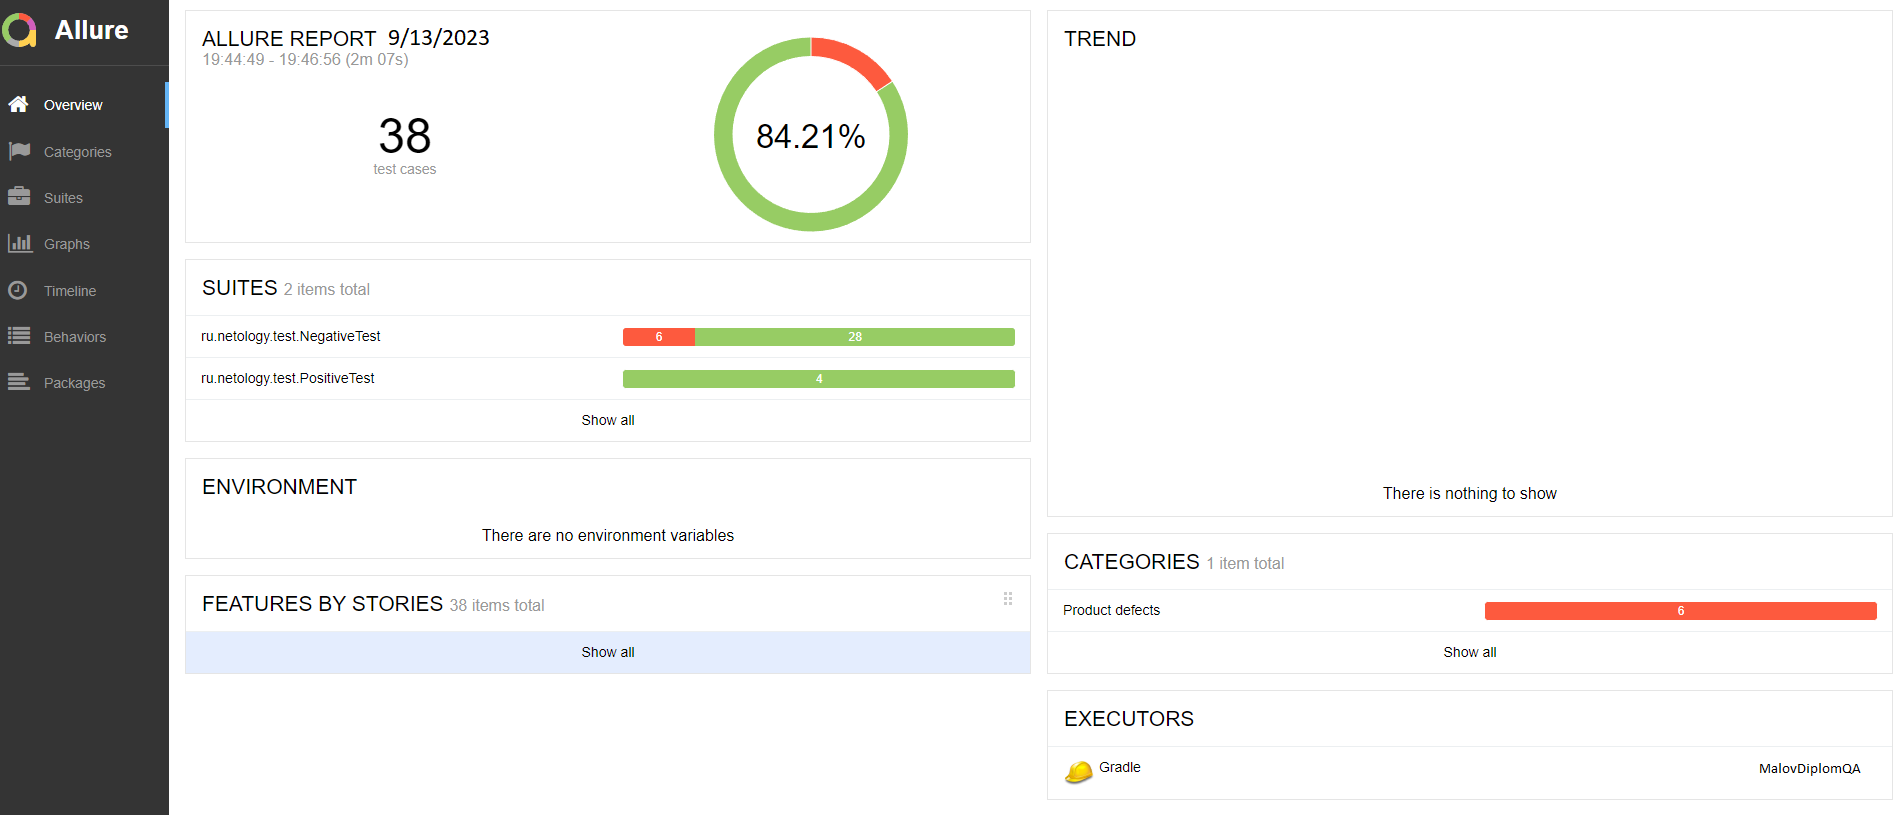 Allure
Overview
Categories
Suites
Graphs
Timeline
Behaviors
Packages
ALLURE REPORT 9/13/2023
19:44:49 - 19:46:56 (2m 07s)
38
test cases
84.21%
SUITES 2 items total
ru.netology.test.NegativeTest 6 28
ru.netology.test.PositiveTest 4
Show all
ENVIRONMENT
There are no environment variables
FEATURES BY STORIES 38 items total
Show all
TREND
There is nothing to show
CATEGORIES 1 item total
Product defects 6
Show all
EXECUTORS
Gradle MalovDiplomQA